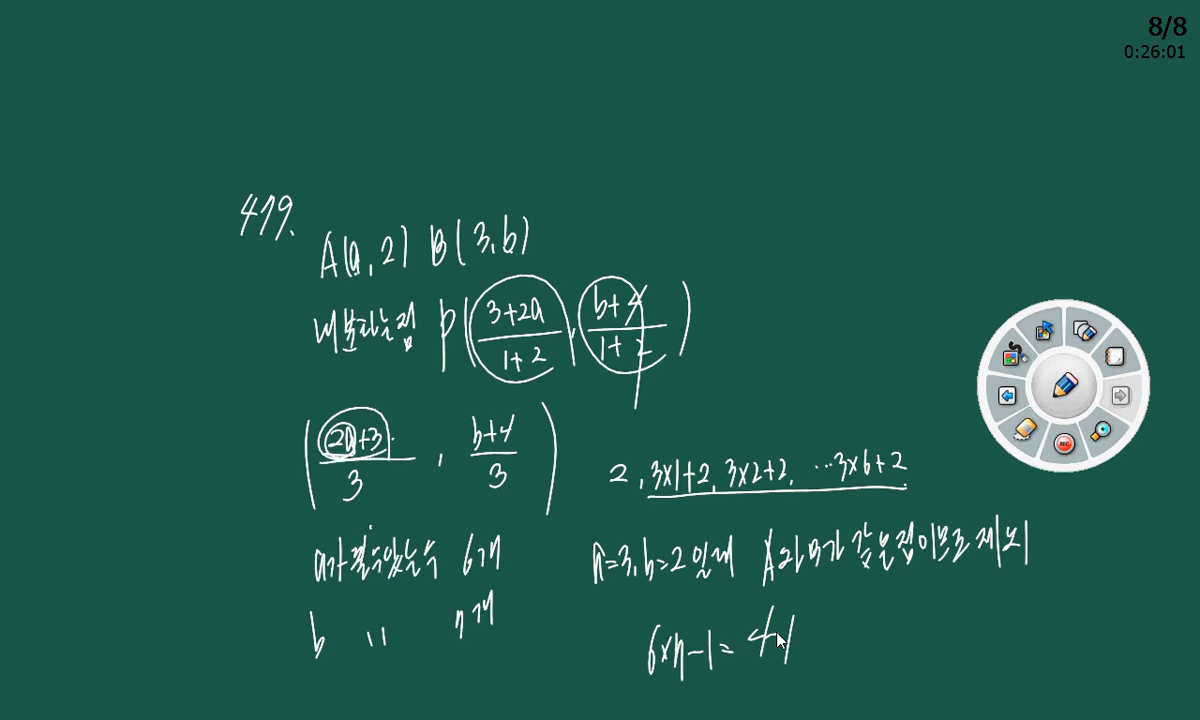 8/8
0:26:01
479.
A(a, 2) B(3, b)
내분하는점 P(3+2a/1+2, b+4/1+2)
(2a+3/3, b+4/3)
2, 3×1+2, 3×2+2, ⋯3×6+2
a가 될수있는수 6개
a=3, b=2일때 A와 B가 같은점이므로 제외
b 〃 7개
6×7-1= 41
REC